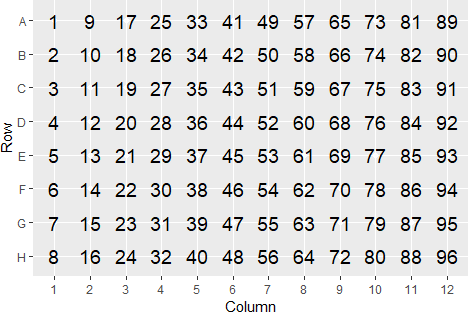 A 1 9 17 25 33 41 49 57 65 73 81 89
B 2 10 18 26 34 42 50 58 66 74 82 90
C 3 11 19 27 35 43 51 59 67 75 83 91
D 4 12 20 28 36 44 52 60 68 76 84 92
Row
E 5 13 21 29 37 45 53 61 69 77 85 93
F 6 14 22 30 38 46 54 62 70 78 86 94
G 7 15 23 31 39 47 55 63 71 79 87 95
H 8 16 24 32 40 48 56 64 72 80 88 96
1 2 3 4 5 6 7 8 9 10 11 12
Column